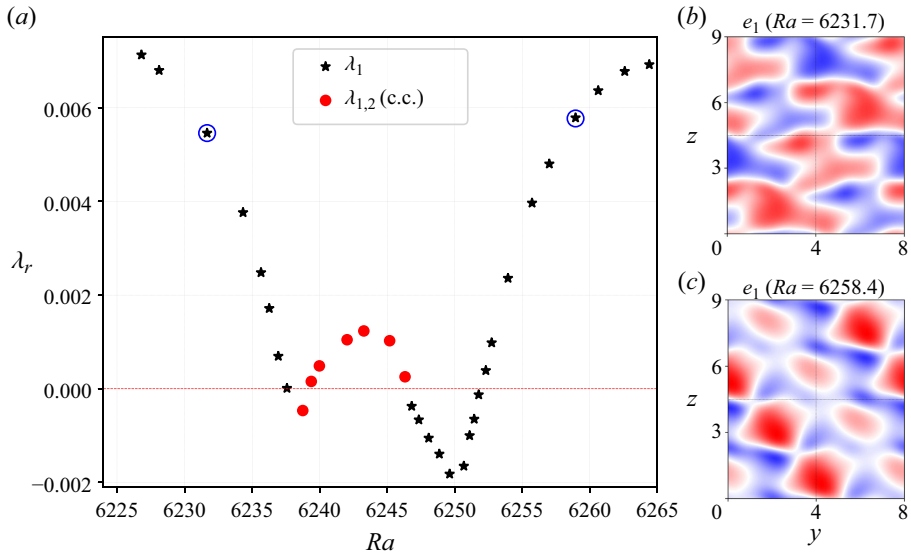 (a)
λ₁
λ₁,₂ (c.c.)
0.006
0.004
0.002
0.000
−0.002
λᵣ
6225 6230 6235 6240 6245 6250 6255 6260 6265
Ra
(b)
e₁ (Ra = 6231.7)
9
6
z
3
0
0 4 8
(c)
e₁ (Ra = 6258.4)
9
6
z
3
0 4 8
y